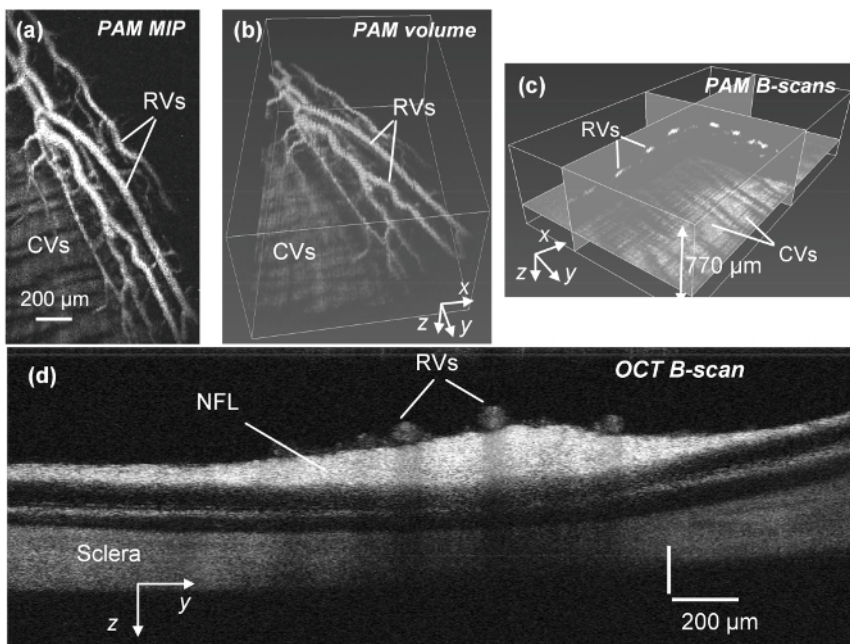 (a)
PAM MIP
RVs
CVs
200 µm
(b)
PAM volume
RVs
CVs
x
z
y
(c)
PAM B-scans
RVs
x
z
y
770 µm
CVs
(d)
RVs
OCT B-scan
NFL
Sclera
y
z
200 µm